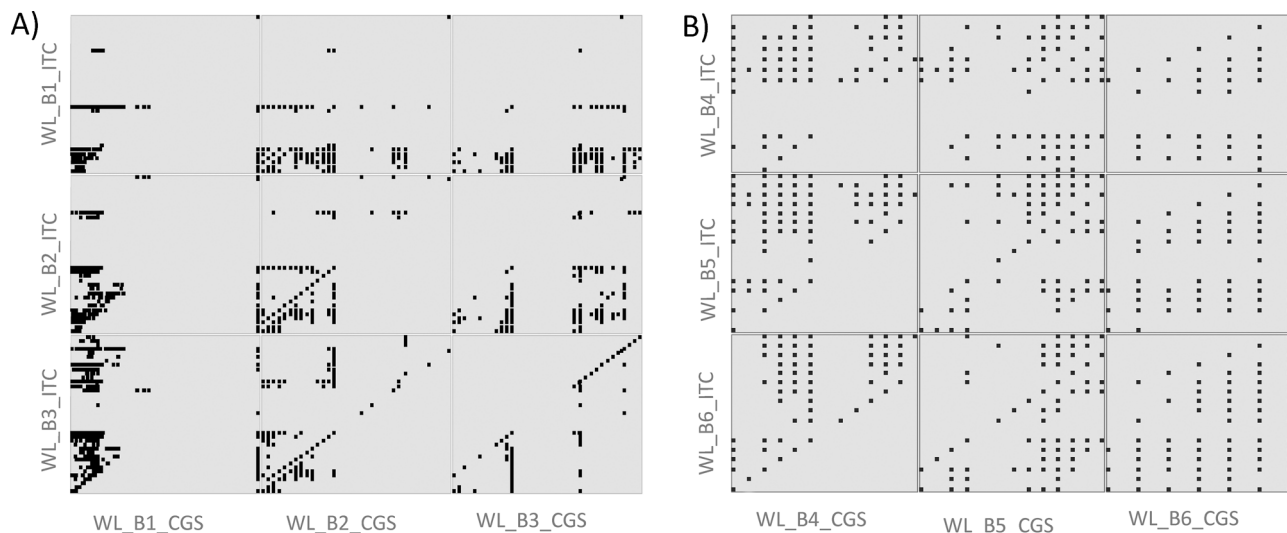 A)
WL_B1_ITC
WL_B2_ITC
WL_B3_ITC
WL_B1_CGS
WL_B2_CGS
WL_B3_CGS
B)
WL_B4_ITC
WL_B5_ITC
WL_B6_ITC
WL_B4_CGS
WL B5 CGS
WL_B6_CGS